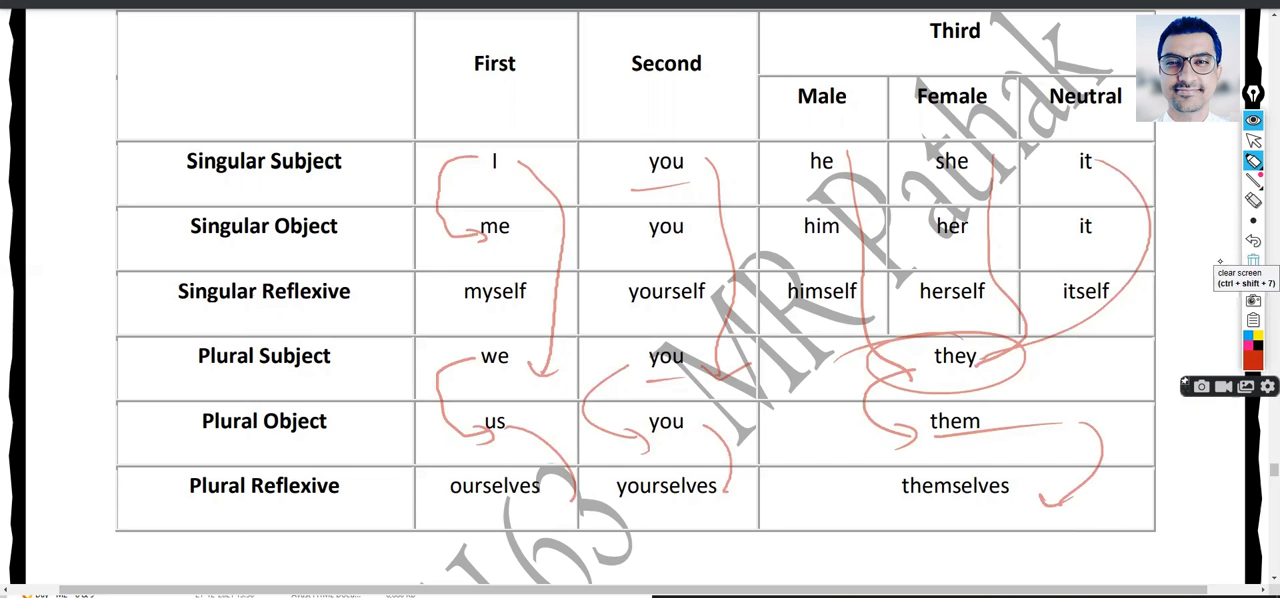 Third
First Second
Male Female Neutral
Singular Subject I you he she it
Singular Object me you him her it
Singular Reflexive myself yourself himself herself itself
clear screen
(ctrl + shift + 7)
Plural Subject we you they
Plural Object us you them
Plural Reflexive ourselves yourselves themselves
63 MR Pathak